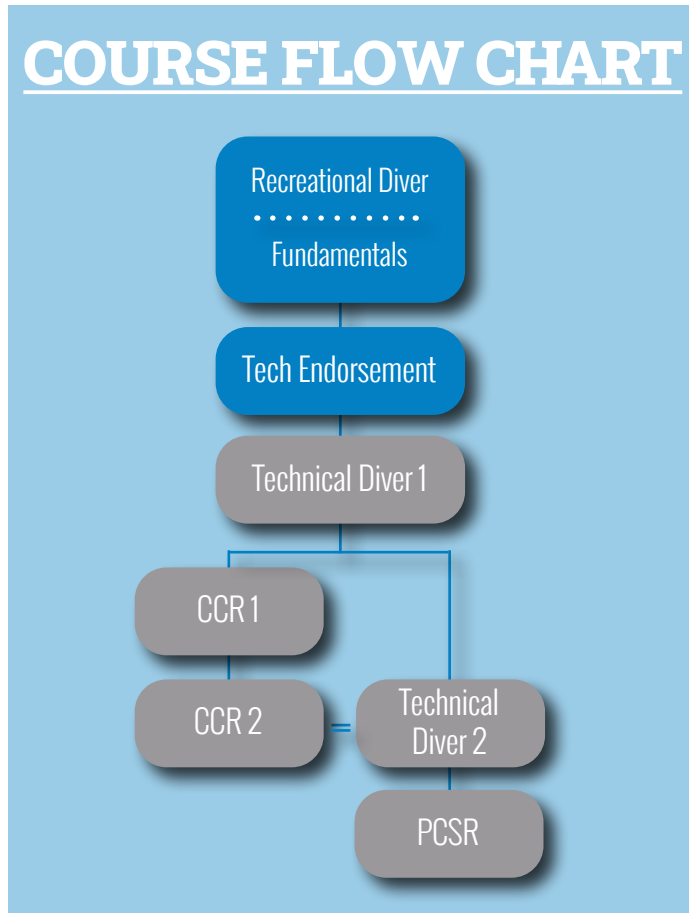 COURSE FLOW CHART
Recreational Diver
Fundamentals
Tech Endorsement
Technical Diver 1
CCR 1
CCR 2
=
Technical
Diver 2
PCSR